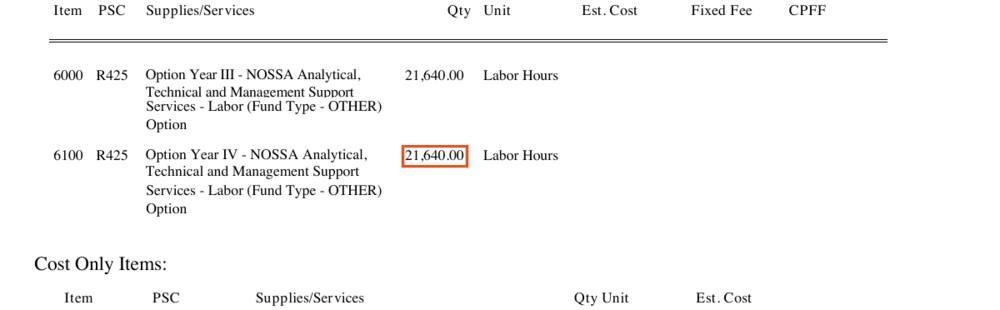 Item PSC Supplies/Services Qty Unit Est. Cost Fixed Fee CPFF
6000 R425 Option Year III - NOSSA Analytical, 21,640.00 Labor Hours
Technical and Management Support
Services - Labor (Fund Type - OTHER)
Option
6100 R425 Option Year IV - NOSSA Analytical, 21,640.00 Labor Hours
Technical and Management Support
Services - Labor (Fund Type - OTHER)
Option
Cost Only Items:
Item PSC Supplies/Services Qty Unit Est. Cost